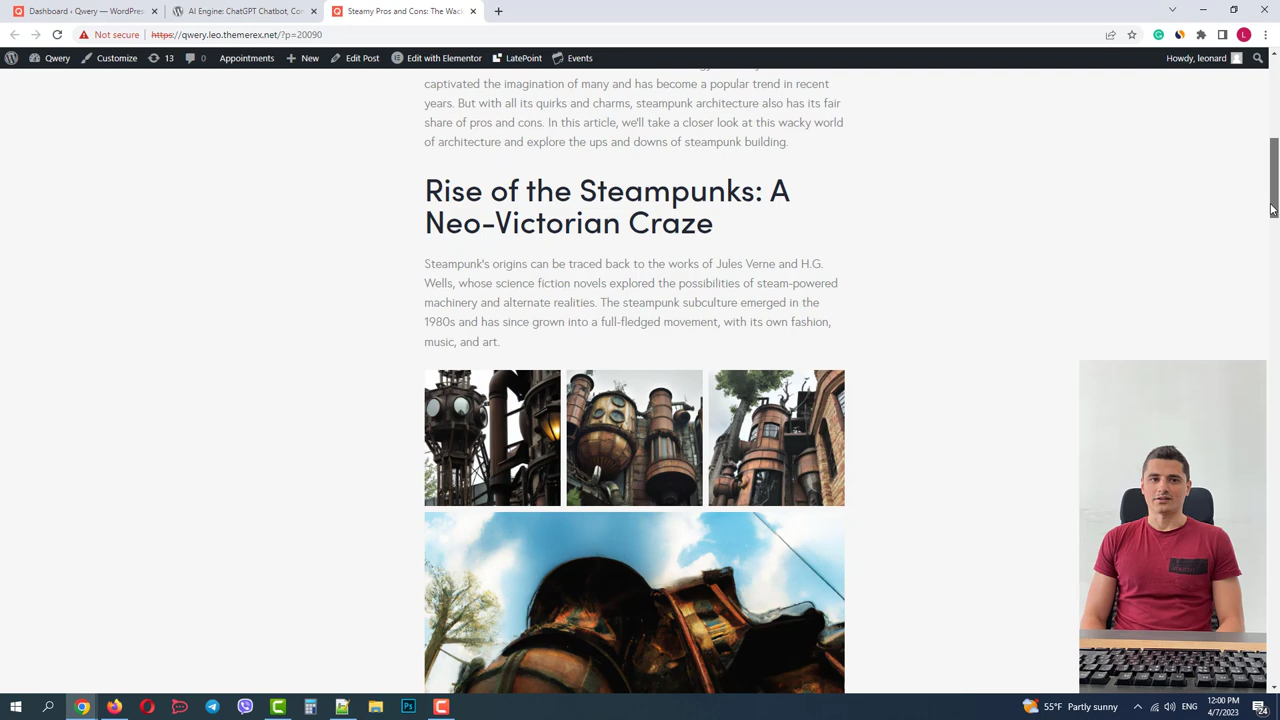 Dashboard ‹ Qwery — WordPres
AI Engine: ChatGPT Chatbot, Con
Steamy Pros and Cons: The Wack
Not secure https://qwery.leo.themerex.net/?p=20090
Qwery Customize 13 0 Appointments New Edit Post Edit with Elementor LatePoint Events Howdy, leonard
captivated the imagination of many and has become a popular trend in recent
years. But with all its quirks and charms, steampunk architecture also has its fair
share of pros and cons. In this article, we'll take a closer look at this wacky world
of architecture and explore the ups and downs of steampunk building.
Rise of the Steampunks: A
Neo-Victorian Craze
Steampunk's origins can be traced back to the works of Jules Verne and H.G.
Wells, whose science fiction novels explored the possibilities of steam-powered
machinery and alternate realities. The steampunk subculture emerged in the
1980s and has since grown into a full-fledged movement, with its own fashion,
music, and art.
55°F Partly sunny ENG 12:00 PM
4/7/2023
24